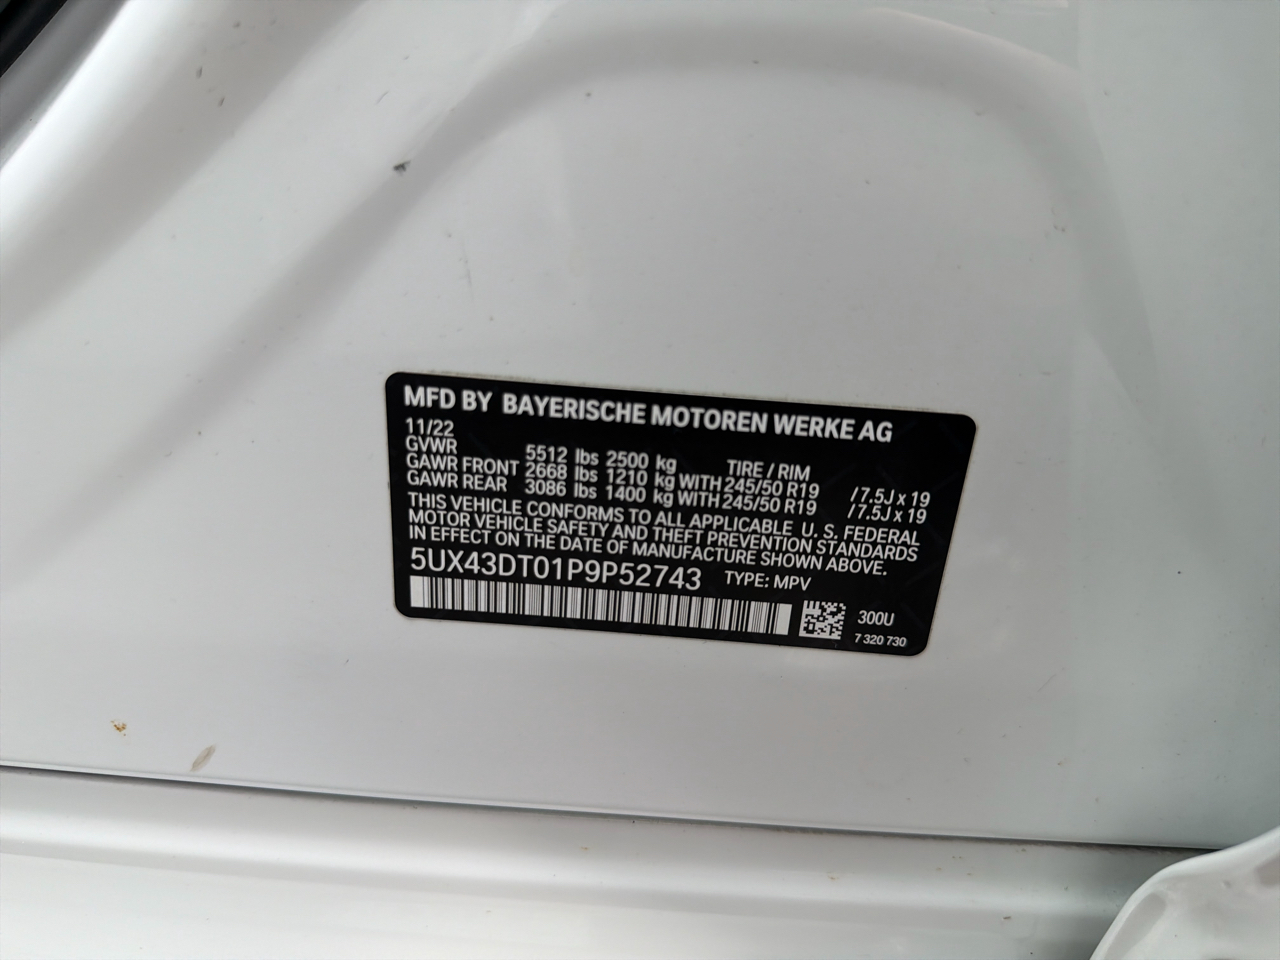 MFD BY BAYERISCHE MOTOREN WERKE AG
11/22
GVWR 5512 lbs 2500 kg TIRE / RIM
GAWR FRONT 2668 lbs 1210 kg WITH 245/50 R19 / 7.5J x 19
GAWR REAR 3086 lbs 1400 kg WITH 245/50 R19 / 7.5J x 19
THIS VEHICLE CONFORMS TO ALL APPLICABLE U. S. FEDERAL
MOTOR VEHICLE SAFETY AND THEFT PREVENTION STANDARDS
IN EFFECT ON THE DATE OF MANUFACTURE SHOWN ABOVE.
5UX43DT01P9P52743 TYPE: MPV
300U
7 320 730